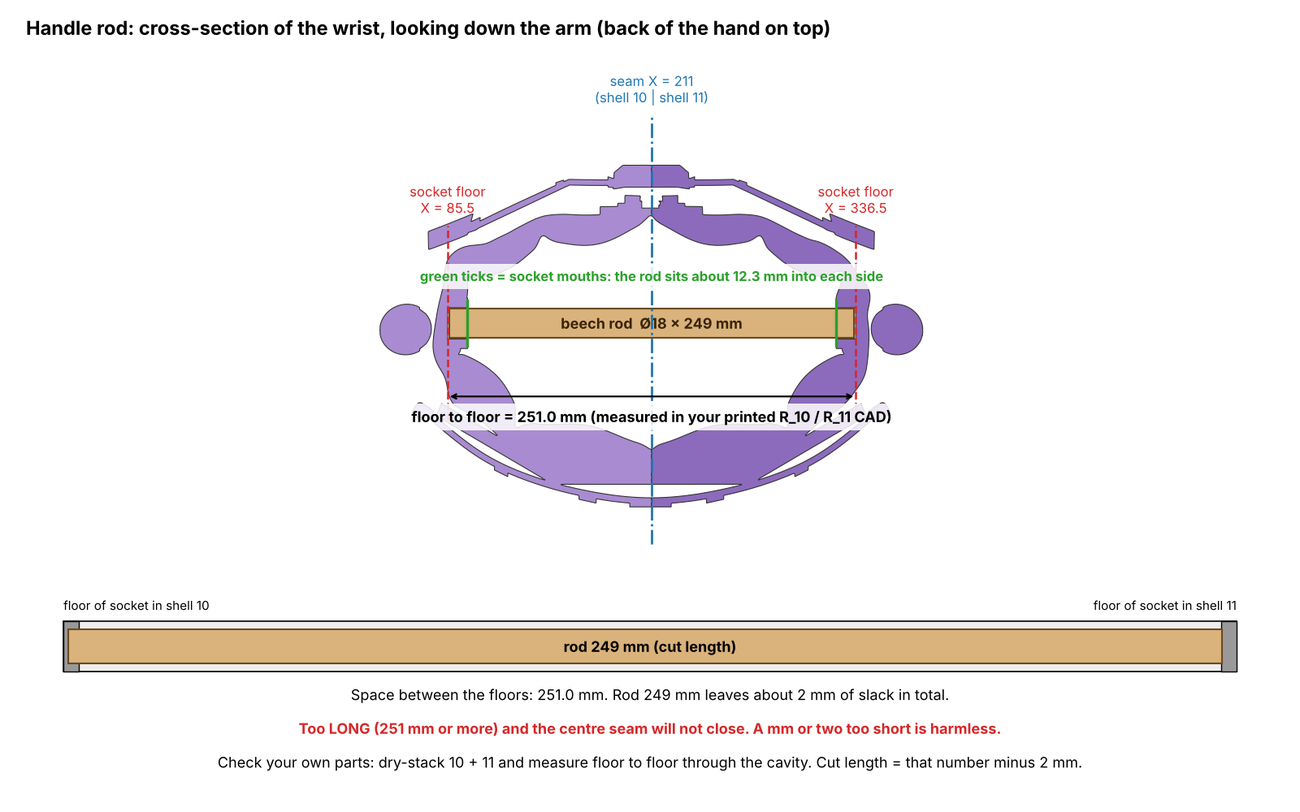 Handle rod: cross-section of the wrist, looking down the arm (back of the hand on top)
seam X = 211
(shell 10 | shell 11)
socket floor
X = 85.5
socket floor
X = 336.5
green ticks = socket mouths: the rod sits about 12.3 mm into each side
beech rod Ø18 × 249 mm
floor to floor = 251.0 mm (measured in your printed R_10 / R_11 CAD)
floor of socket in shell 10
floor of socket in shell 11
rod 249 mm (cut length)
Space between the floors: 251.0 mm. Rod 249 mm leaves about 2 mm of slack in total.
Too LONG (251 mm or more) and the centre seam will not close. A mm or two too short is harmless.
Check your own parts: dry-stack 10 + 11 and measure floor to floor through the cavity. Cut length = that number minus 2 mm.